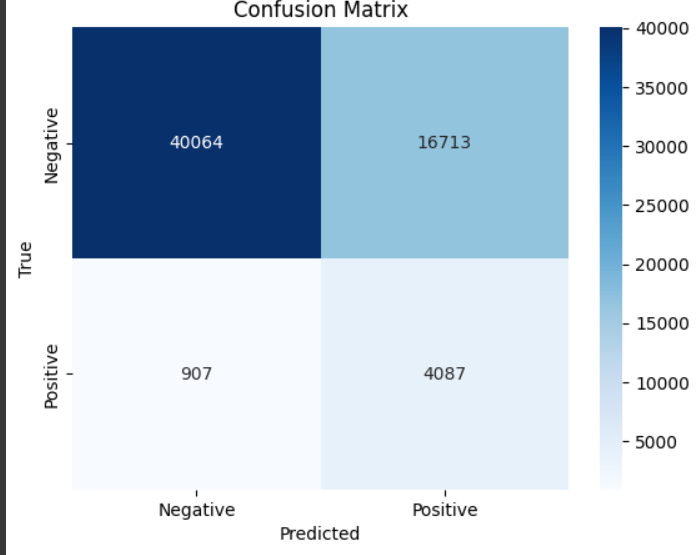 Confusion Matrix
Negative
40064
16713
True
Positive
907
4087
Negative
Positive
Predicted
40000
35000
30000
25000
20000
15000
10000
5000